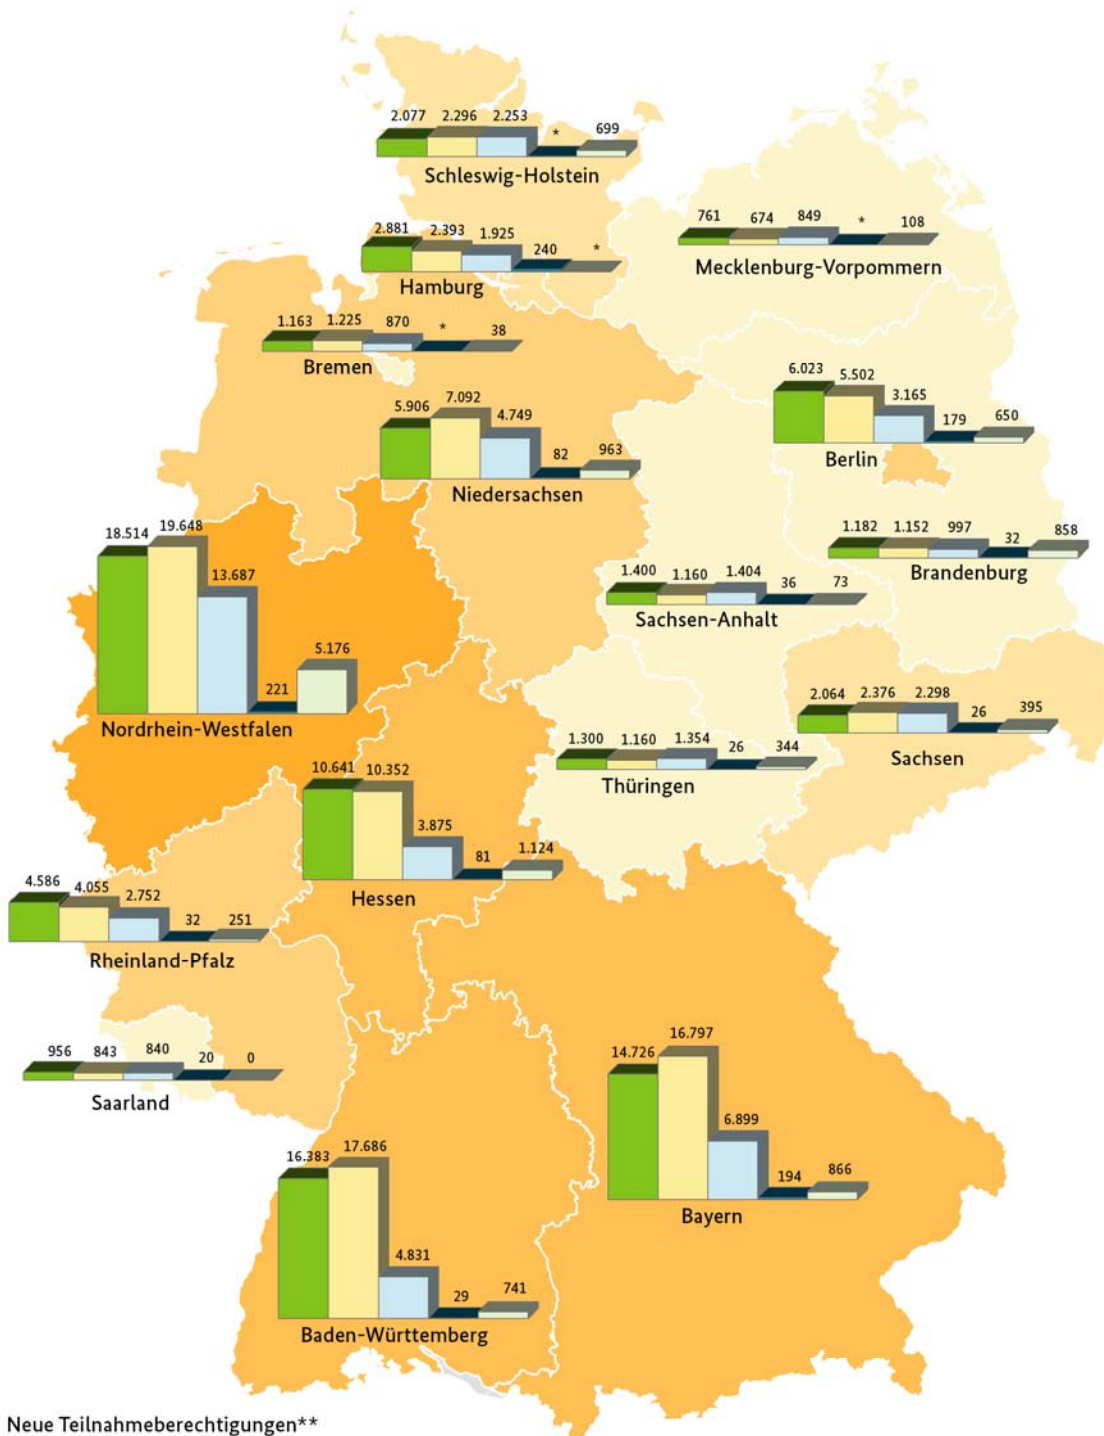 2.077 2.296 2.253 * 699
Schleswig-Holstein
761 674 849 * 108
Mecklenburg-Vorpommern
2.881 2.393 1.925 240 *
Hamburg
1.163 1.225 870 * 38
Bremen
6.023 5.502 3.165 179 650
Berlin
5.906 7.092 4.749 82 963
Niedersachsen
18.514 19.648 13.687 221 5.176
Nordrhein-Westfalen
1.182 1.152 997 32 858
Brandenburg
1.400 1.160 1.404 36 73
Sachsen-Anhalt
2.064 2.376 2.298 26 395
Sachsen
1.300 1.160 1.354 26 344
Thüringen
10.641 10.352 3.875 81 1.124
Hessen
4.586 4.055 2.752 32 251
Rheinland-Pfalz
956 843 840 20 0
Saarland
14.726 16.797 6.899 194 866
Bayern
16.383 17.686 4.831 29 741
Baden-Württemberg
Neue Teilnahmeberechtigungen**